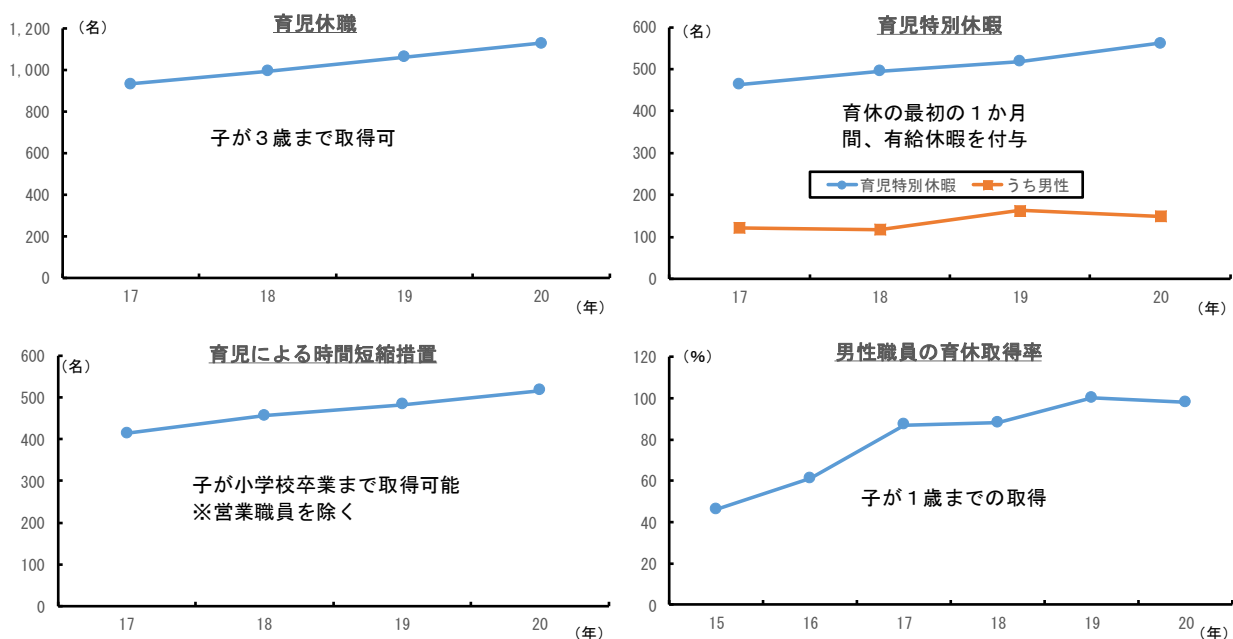 育児休職
（名）
1,200
1,000
800
600
400
200
0
17 18 19 20
（年）
子が３歳まで取得可
育児特別休暇
（名）
600
500
400
300
200
100
0
17 18 19 20
（年）
育休の最初の１か月
間、有給休暇を付与
育児特別休暇 うち男性
育児による時間短縮措置
（名）
600
500
400
300
200
100
0
17 18 19 20
（年）
子が小学校卒業まで取得可能
※営業職員を除く
男性職員の育休取得率
（%）
120
100
80
60
40
20
0
15 16 17 18 19 20
（年）
子が１歳までの取得